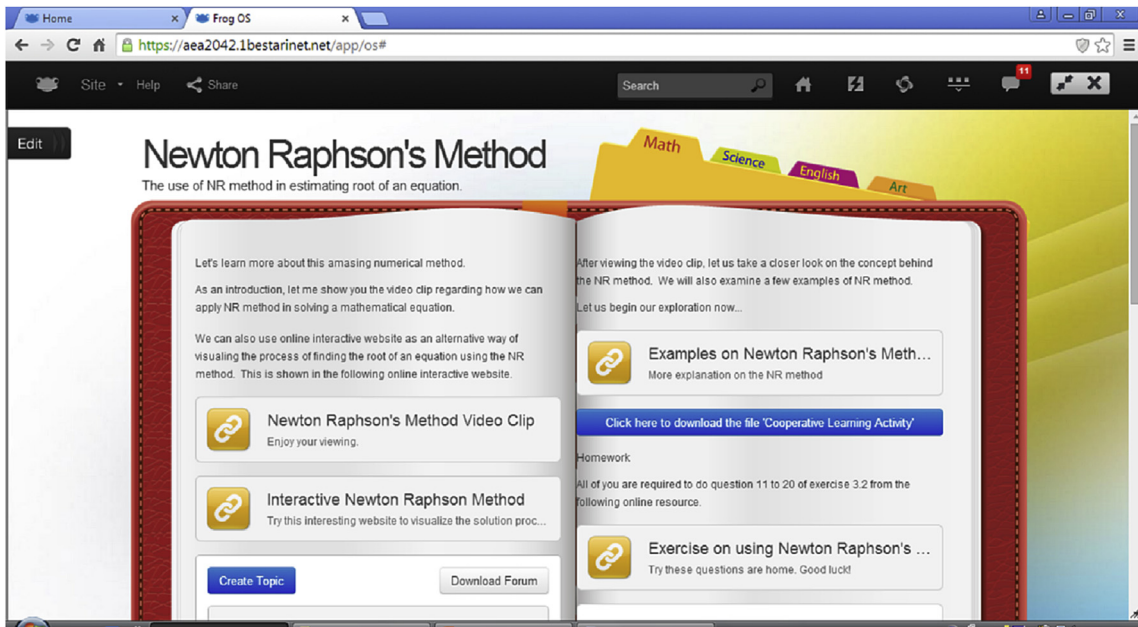 Home
Frog OS
https://aea2042.1bestarinet.net/app/os#
Site
Help
Share
Search
11
Edit
Newton Raphson's Method
The use of NR method in estimating root of an equation.
Math
Science
English
Art
Let's learn more about this amasing numerical method.
As an introduction, let me show you the video clip regarding how we can
apply NR method in solving a mathematical equation.
We can also use online interactive website as an alternative way of
visualing the process of finding the root of an equation using the NR
method. This is shown in the following online interactive website.
Newton Raphson's Method Video Clip
Enjoy your viewing.
Interactive Newton Raphson Method
Try this interesting website to visualize the solution proc...
Create Topic
Download Forum
After viewing the video clip, let us take a closer look on the concept behind
the NR method. We will also examine a few examples of NR method.
Let us begin our exploration now...
Examples on Newton Raphson's Meth...
More explanation on the NR method
Click here to download the file 'Cooperative Learning Activity'
Homework
All of you are required to do question 11 to 20 of exercise 3.2 from the
following online resource.
Exercise on using Newton Raphson's ...
Try these questions are home. Good luck!